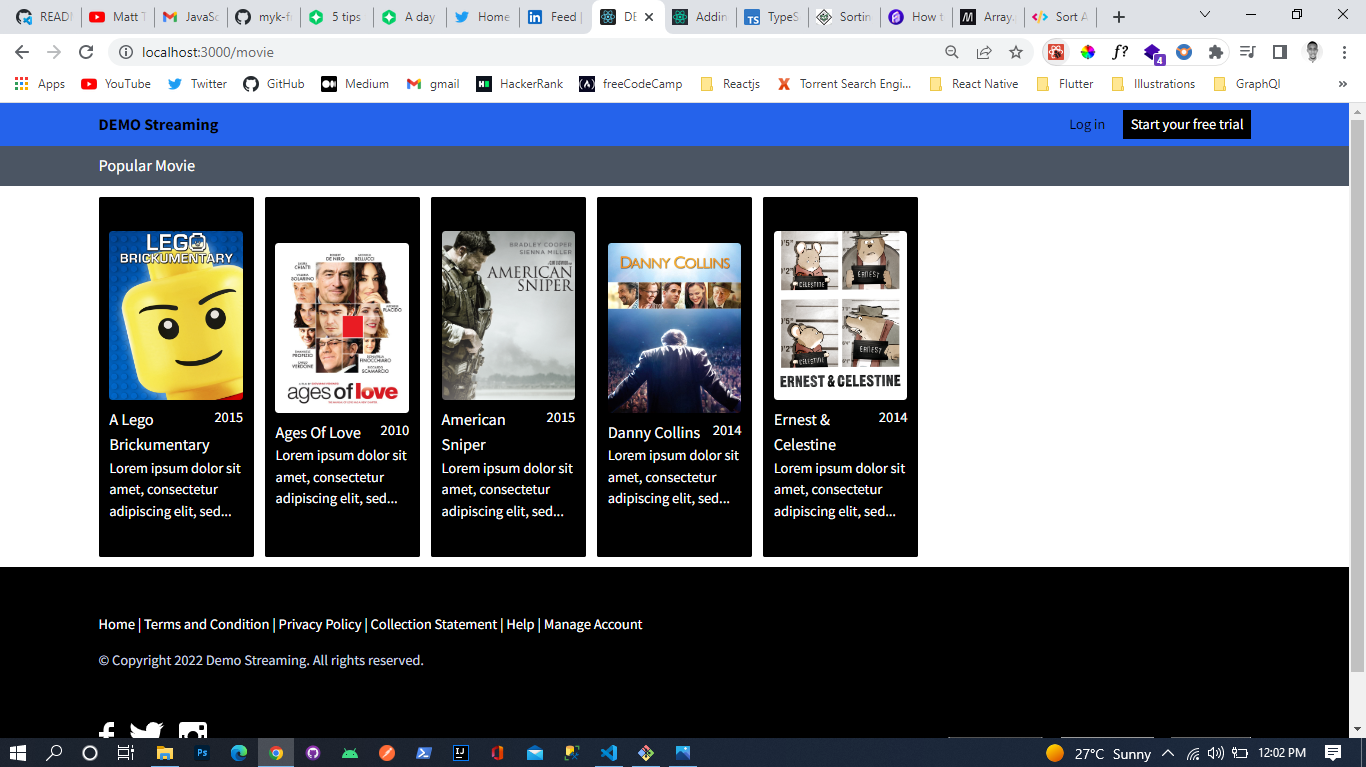 READI
Matt T
JavaSc
myk-fo
5 tips
A day
Home
Feed |
DE
Addin
TypeS
Sortin
How t
Array.
Sort A
localhost:3000/movie
f?
4
Apps YouTube Twitter GitHub Medium gmail HackerRank freeCodeCamp Reactjs Torrent Search Engi... React Native Flutter Illustrations GraphQl »
DEMO Streaming
Log in
Start your free trial
Popular Movie
LEGO
BRICKUMENTARY
A Lego 2015
Brickumentary
Lorem ipsum dolor sit
amet, consectetur
adipiscing elit, sed...
ages of love
Ages Of Love 2010
Lorem ipsum dolor sit
amet, consectetur
adipiscing elit, sed...
BRADLEY COOPER
SIENNA MILLER
AMERICAN
SNIPER
American 2015
Sniper
Lorem ipsum dolor sit
amet, consectetur
adipiscing elit, sed...
DANNY COLLINS
Danny Collins 2014
Lorem ipsum dolor sit
amet, consectetur
adipiscing elit, sed...
CELESTINE
ERNEST
CELESTINE
ERNEST
ERNEST & CELESTINE
Ernest & 2014
Celestine
Lorem ipsum dolor sit
amet, consectetur
adipiscing elit, sed...
Home | Terms and Condition | Privacy Policy | Collection Statement | Help | Manage Account
© Copyright 2022 Demo Streaming. All rights reserved.
27°C Sunny
12:02 PM